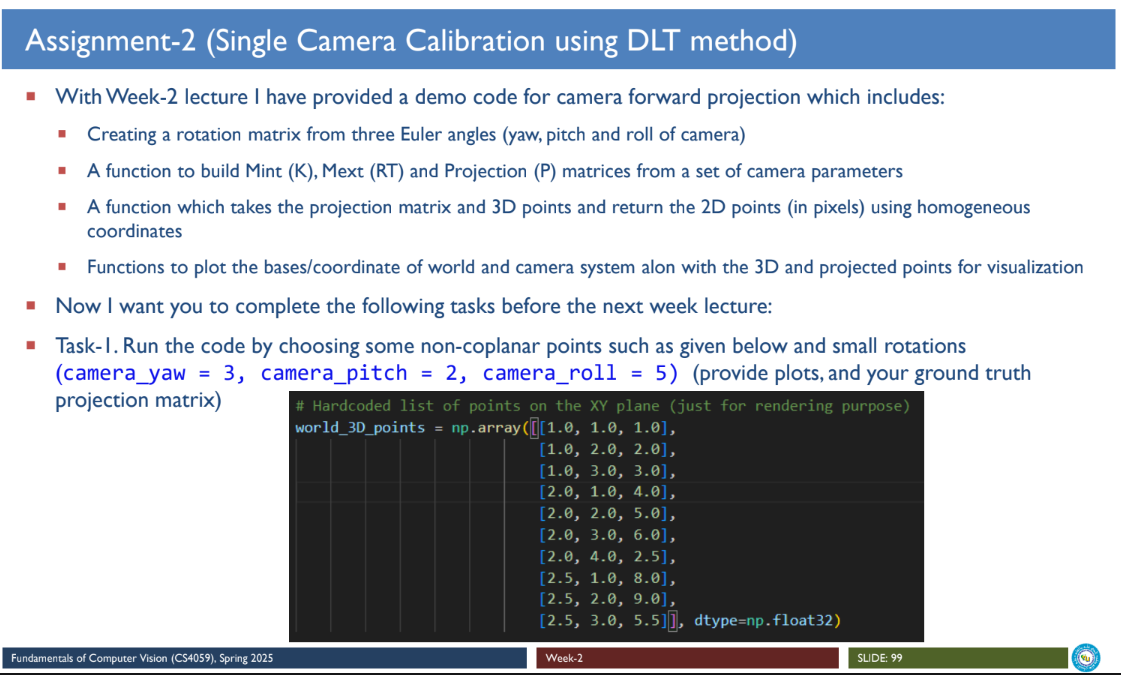 Assignment-2 (Single Camera Calibration using DLT method)
With Week-2 lecture I have provided a demo code for camera forward projection which includes:
Creating a rotation matrix from three Euler angles (yaw, pitch and roll of camera)
A function to build Mint (K), Mext (RT) and Projection (P) matrices from a set of camera parameters
A function which takes the projection matrix and 3D points and return the 2D points (in pixels) using homogeneous
coordinates
Functions to plot the bases/coordinate of world and camera system alon with the 3D and projected points for visualization
Now I want you to complete the following tasks before the next week lecture:
Task-1. Run the code by choosing some non-coplanar points such as given below and small rotations
(camera_yaw = 3, camera_pitch = 2, camera_roll = 5) (provide plots, and your ground truth
projection matrix)
# Hardcoded list of points on the XY plane (just for rendering purpose)
world_3D_points = np.array([[1.0, 1.0, 1.0],
[1.0, 2.0, 2.0],
[1.0, 3.0, 3.0],
[2.0, 1.0, 4.0],
[2.0, 2.0, 5.0],
[2.0, 3.0, 6.0],
[2.0, 4.0, 2.5],
[2.5, 1.0, 8.0],
[2.5, 2.0, 9.0],
[2.5, 3.0, 5.5]], dtype=np.float32)
Fundamentals of Computer Vision (CS4059), Spring 2025
Week-2
SLIDE: 99